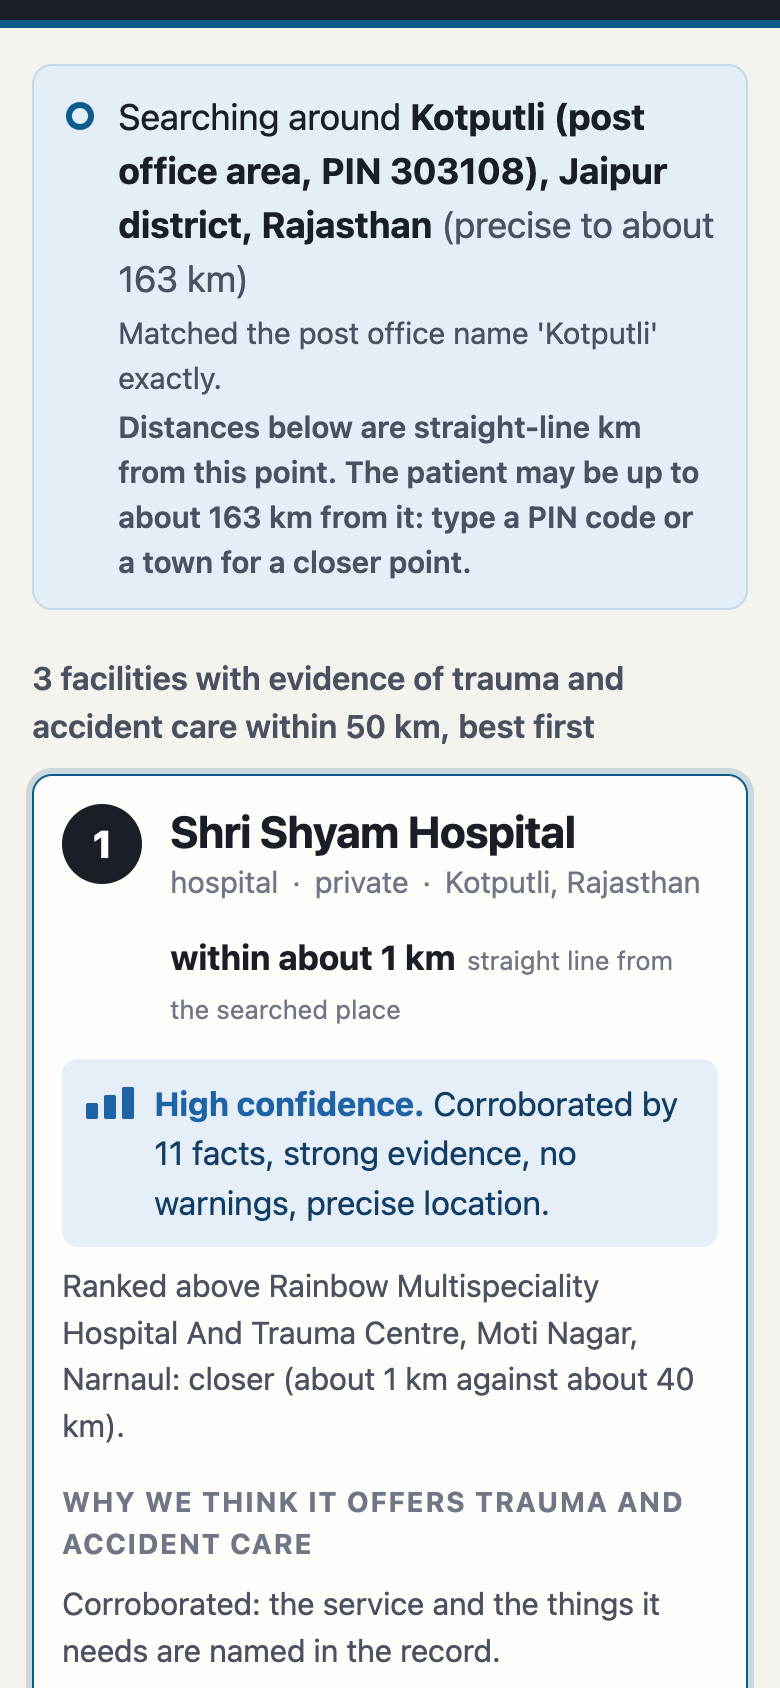 Searching around Kotputli (post
office area, PIN 303108), Jaipur
district, Rajasthan (precise to about
163 km)
Matched the post office name 'Kotputli'
exactly.
Distances below are straight-line km
from this point. The patient may be up to
about 163 km from it: type a PIN code or
a town for a closer point.
3 facilities with evidence of trauma and
accident care within 50 km, best first
1
Shri Shyam Hospital
hospital · private · Kotputli, Rajasthan
within about 1 km straight line from
the searched place
High confidence. Corroborated by
11 facts, strong evidence, no
warnings, precise location.
Ranked above Rainbow Multispeciality
Hospital And Trauma Centre, Moti Nagar,
Narnaul: closer (about 1 km against about 40
km).
WHY WE THINK IT OFFERS TRAUMA AND
ACCIDENT CARE
Corroborated: the service and the things it
needs are named in the record.